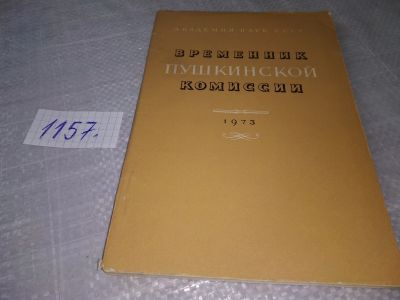 АКАДЕМИЯ НАУК СССР
ВРЕМЕННИК
ПУШКИНСКОЙ
КОМИССИИ
1973
1157.